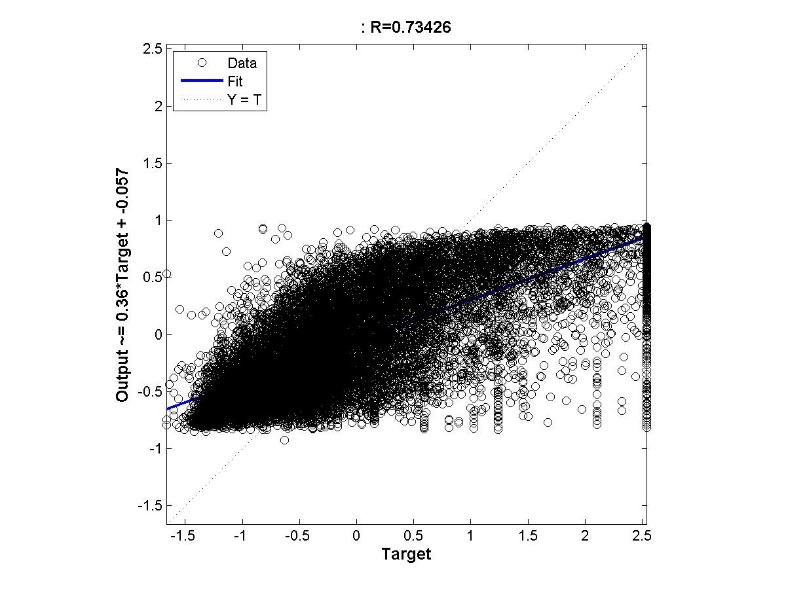 : R=0.73426
2.5
2
1.5
1
0.5
0
-0.5
-1
-1.5
Data
Fit
Y = T
Output ~= 0.36*Target + -0.057
-1.5 -1 -0.5 0 0.5 1 1.5 2 2.5
Target